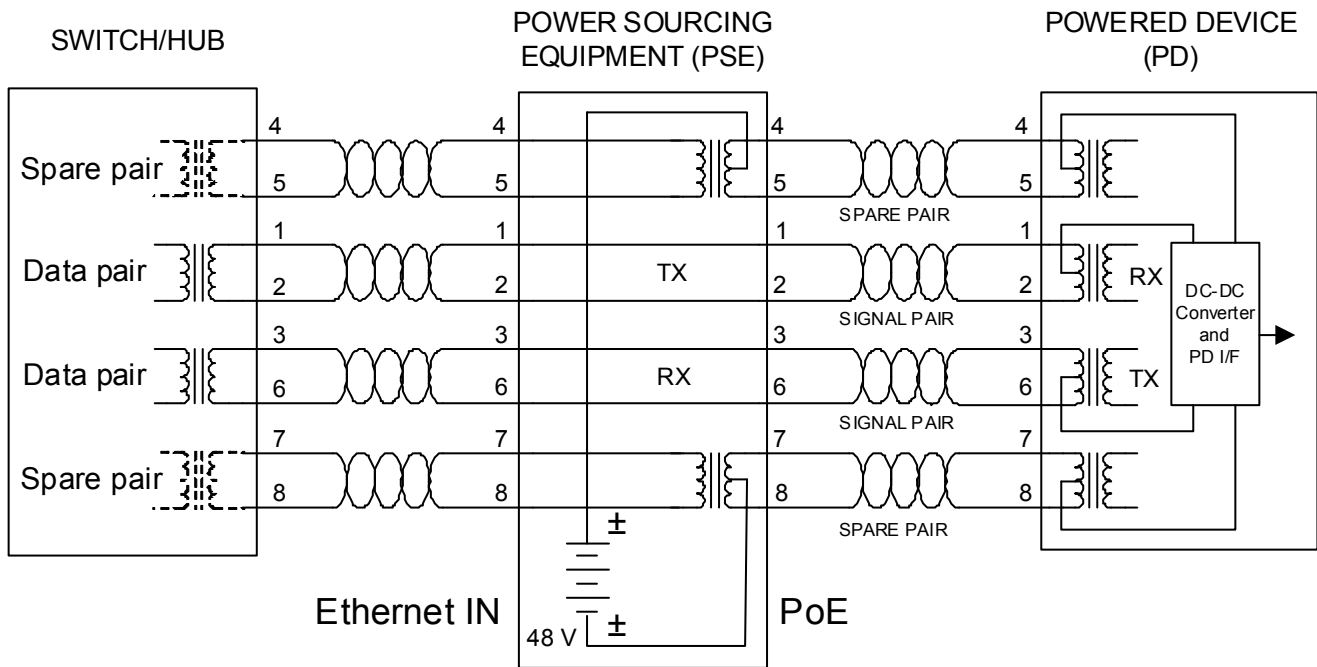 SWITCH/HUB
POWER SOURCING
EQUIPMENT (PSE)
POWERED DEVICE
(PD)
4
4
4
4
Spare pair
5
5
5
5
SPARE PAIR
1
1
1
1
Data pair
TX
RX
2
2
2
2
SIGNAL PAIR
DC-DC
Converter
and
PD I/F
3
3
3
3
Data pair
RX
TX
6
6
6
6
SIGNAL PAIR
7
7
7
7
Spare pair
8
8
8
8
SPARE PAIR
±
Ethernet IN
±
PoE
48 V